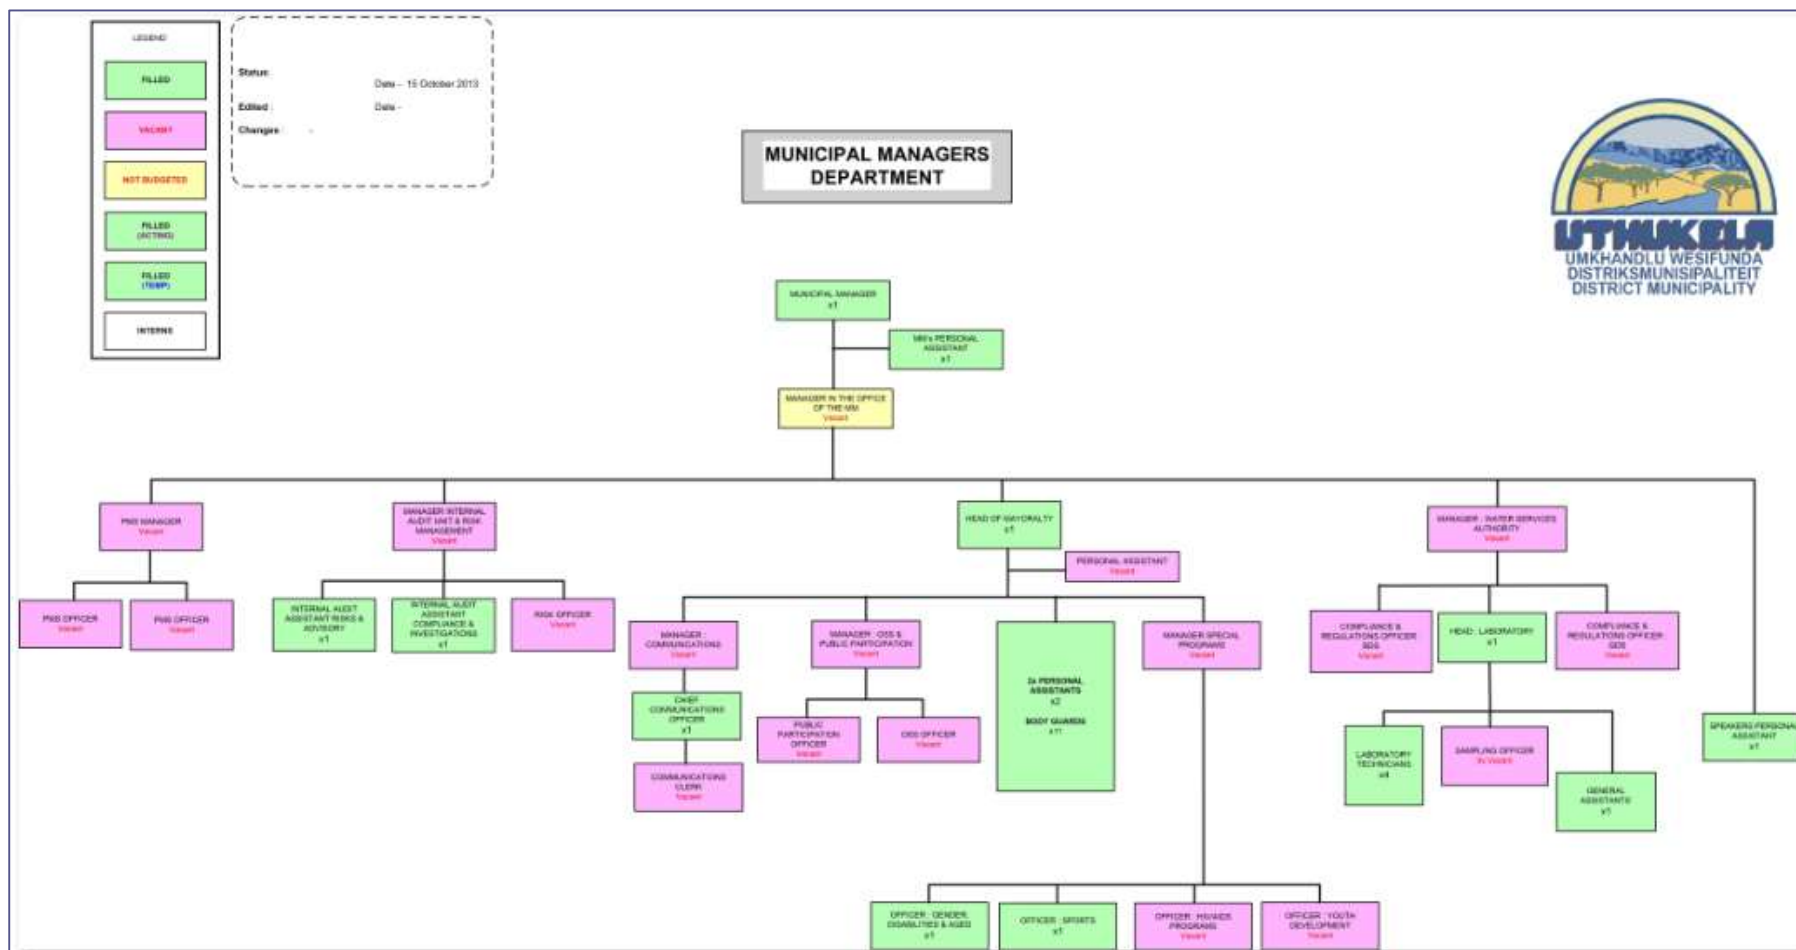 LEGEND
FILLED
VACANT
NOT BUDGETED
FILLED
(ACTING)
FILLED
(TEMP)
INTERNS
Status:
Date – 15 October 2013
Edited :
Date -
Changes : -
MUNICIPAL MANAGERS
DEPARTMENT
UTHUKELA
UMKHANDLU WESIFUNDA
DISTRIKSMUNISIPALITEIT
DISTRICT MUNICIPALITY
MUNICIPAL MANAGER
x1
MM's PERSONAL
ASSISTANT
x1
MANAGER IN THE OFFICE
OF THE MM
Vacant
PMS MANAGER
Vacant
MANAGER INTERNAL
AUDIT UNIT & RISK
MANAGEMENT
Vacant
HEAD OF MAYORALTY
x1
MANAGER : WATER SERVICES
AUTHORITY
Vacant
PERSONAL ASSISTANT
Vacant
PMS OFFICER
Vacant
PMS OFFICER
Vacant
INTERNAL AUDIT
ASSISTANT RISKS &
ADVISORY
x1
INTERNAL AUDIT
ASSISTANT
COMPLIANCE &
INVESTIGATIONS
x1
RISK OFFICER
Vacant
MANAGER :
COMMUNICATIONS
Vacant
MANAGER : OSS &
PUBLIC PARTICIPATION
Vacant
2x PERSONAL
ASSISTANTS
x2
BODY GUARDS
x11
MANAGER SPECIAL
PROGRAMS
Vacant
COMPLIANCE &
REGULATIONS OFFICER
Vacant
HEAD : LABORATORY
x1
COMPLIANCE &
REGULATIONS OFFICER
Vacant
CHIEF
COMMUNICATIONS
OFFICER
x1
PUBLIC
PARTICIPATION
OFFICER
Vacant
OSS OFFICER
Vacant
COMMUNICATIONS
CLERK
Vacant
LABORATORY
TECHNICIANS
x4
SAMPLING OFFICER
Vacant
GENERAL
ASSISTANTS
x1
SPEAKERS PERSONAL
ASSISTANT
x1
OFFICER : GENDER,
DISABILITIES & AGED
x1
OFFICER : SPORTS
x1
OFFICER : HIV/AIDS
PROGRAMS
Vacant
OFFICER : YOUTH
DEVELOPMENT
Vacant